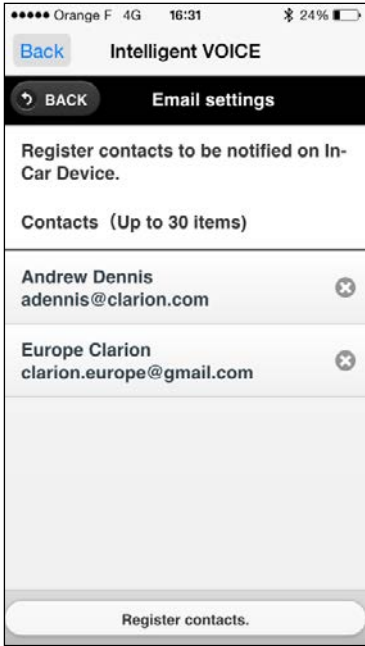 Orange F 4G 16:31 24%
Back Intelligent VOICE
BACK Email settings
Register contacts to be notified on In-
Car Device.
Contacts（Up to 30 items)
Andrew Dennis
adennis@clarion.com
Europe Clarion
clarion.europe@gmail.com
Register contacts.